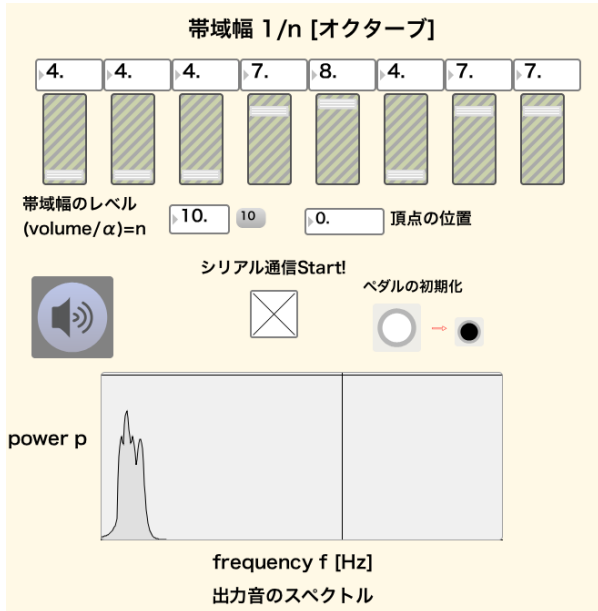 帯域幅 1/n [オクターブ]
4. 4. 4. 7. 8. 4. 7. 7.
帯域幅のレベル
(volume/α)=n
10. 10 0. 頂点の位置
シリアル通信Start!
ペダルの初期化
power p
frequency f [Hz]
出力音のスペクトル